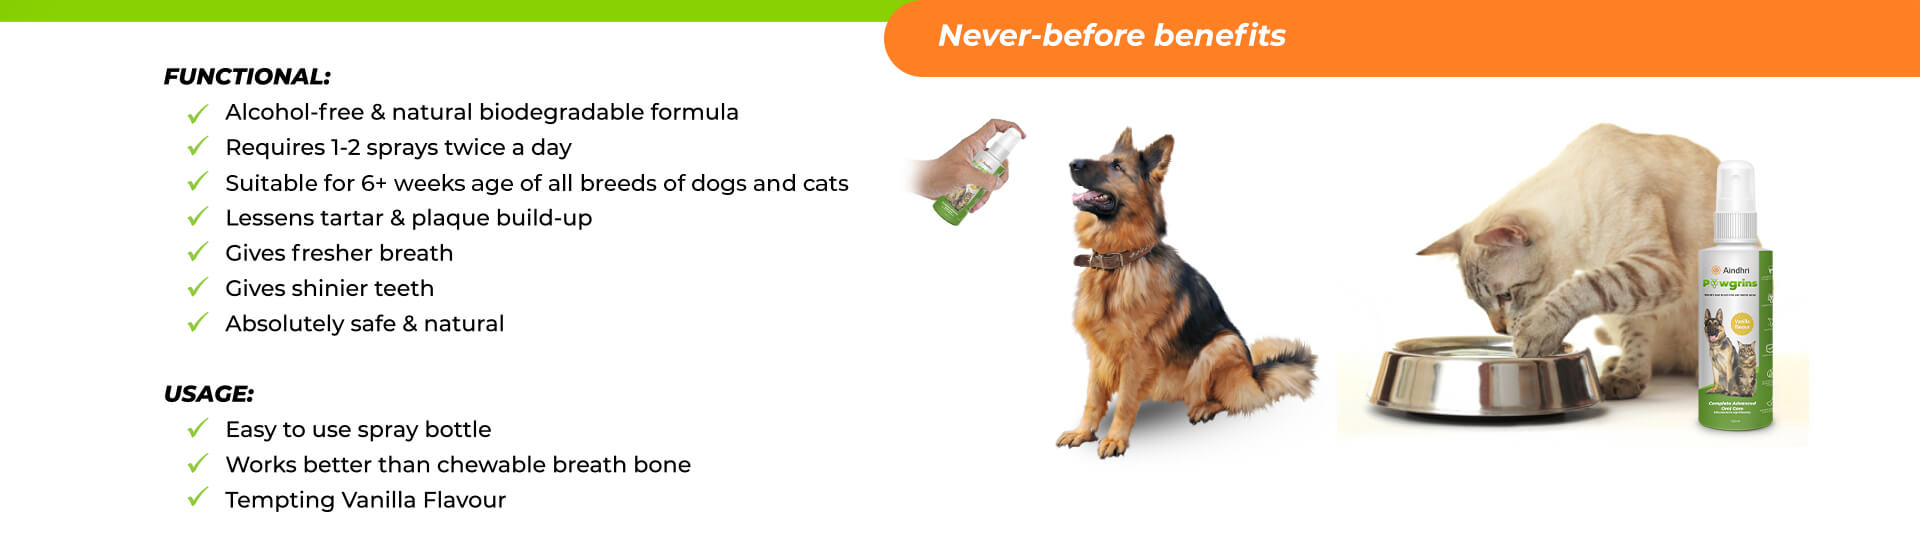 Never-before benefits
FUNCTIONAL:
Alcohol-free & natural biodegradable formula
Requires 1-2 sprays twice a day
Suitable for 6+ weeks age of all breeds of dogs and cats
Lessens tartar & plaque build-up
Gives fresher breath
Gives shinier teeth
Absolutely safe & natural
USAGE:
Easy to use spray bottle
Works better than chewable breath bone
Tempting Vanilla Flavour
Aindhri
Aindhri
Pawgrins
Vanilla
flavour
Complete Advanced
Oral Care